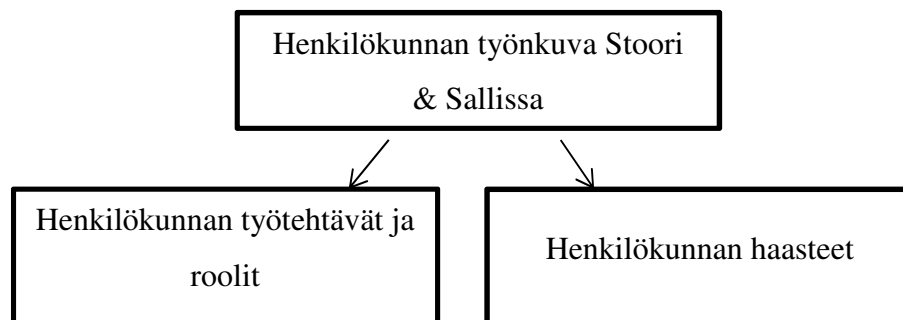 Henkilökunnan työnkuva Stoori
& Sallissa
Henkilökunnan työtehtävät ja
roolit
Henkilökunnan haasteet